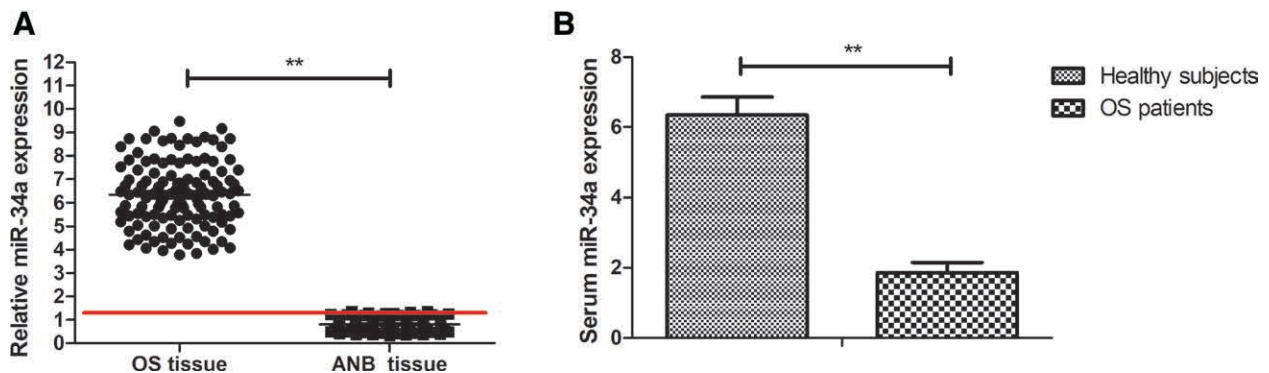 A
Relative miR-34a expression
12
11
10
9
8
7
6
5
4
3
2
1
0
**
OS tissue
ANB tissue
B
Serum miR-34a expression
8
6
4
2
0
**
Healthy subjects
OS patients